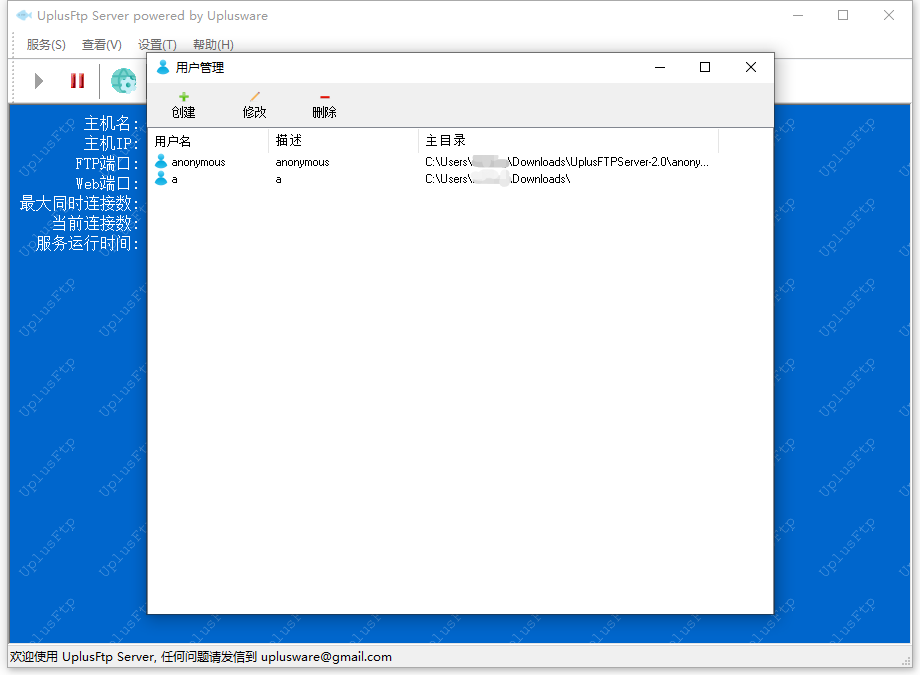 UplusFtp Server powered by Uplusware
服务(S) 查看(V) 设置(T) 帮助(H)
用户管理
创建 修改 删除
用户名 描述 主目录
anonymous anonymous C:\Users\ \Downloads\UplusFTPServer-2.0\anony...
a a C:\Users\ Downloads\
主机名:
主机IP:
FTP端口:
Web端口:
最大同时连接数:
当前连接数:
服务运行时间:
UplusFtp
欢迎使用 UplusFtp Server, 任何问题请发信到 uplusware@gmail.com